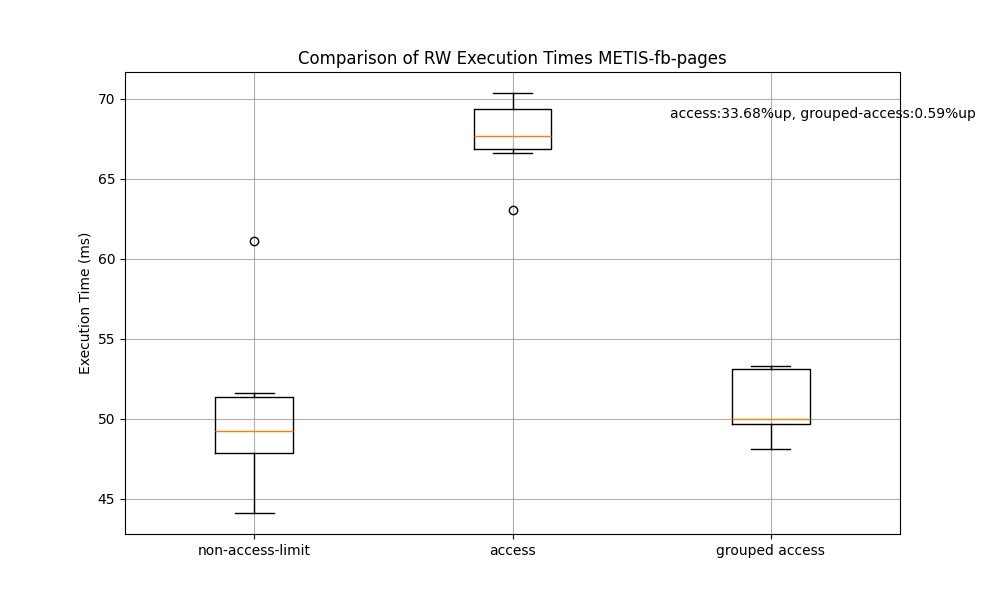 Comparison of RW Execution Times METIS-fb-pages
access:33.68%up, grouped-access:0.59%up
Execution Time (ms)
70
65
60
55
50
45
non-access-limit
access
grouped access